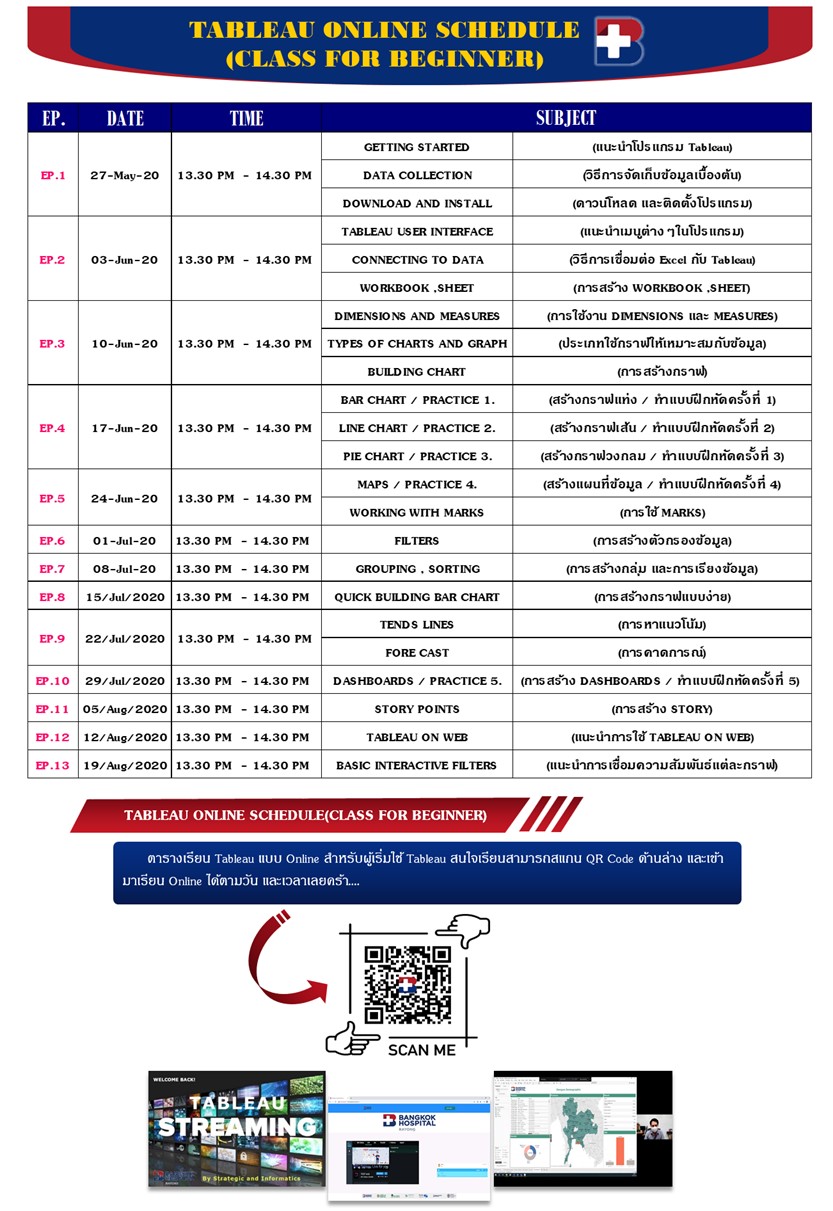 TABLEAU ONLINE SCHEDULE
(CLASS FOR BEGINNER)
EP. DATE TIME SUBJECT
EP.1 27-May-20 13.30 PM - 14.30 PM
GETTING STARTED (แนะนำโปรแกรม Tableau)
DATA COLLECTION (วิธีการจัดเก็บข้อมูลเบื้องต้น)
DOWNLOAD AND INSTALL (ดาวน์โหลด และติดตั้งโปรแกรม)
EP.2 03-Jun-20 13.30 PM - 14.30 PM
TABLEAU USER INTERFACE (แนะนำเมนูต่าง ๆในโปรแกรม)
CONNECTING TO DATA (วิธีการเชื่อมต่อ Excel กับ Tableau)
WORKBOOK ,SHEET (การสร้าง WORKBOOK ,SHEET)
EP.3 10-Jun-20 13.30 PM - 14.30 PM
DIMENSIONS AND MEASURES (การใช้งาน DIMENSIONS และ MEASURES)
TYPES OF CHARTS AND GRAPH (ประเภทใช้กราฟให้เหมาะสมกับข้อมูล)
BUILDING CHART (การสร้างกราฟ)
EP.4 17-Jun-20 13.30 PM - 14.30 PM
BAR CHART / PRACTICE 1. (สร้างกราฟแท่ง / ทำแบบฝึกหัดครั้งที่ 1)
LINE CHART / PRACTICE 2. (สร้างกราฟเส้น / ทำแบบฝึกหัดครั้งที่ 2)
PIE CHART / PRACTICE 3. (สร้างกราฟวงกลม / ทำแบบฝึกหัดครั้งที่ 3)
EP.5 24-Jun-20 13.30 PM - 14.30 PM
MAPS / PRACTICE 4. (สร้างแผนที่ข้อมูล / ทำแบบฝึกหัดครั้งที่ 4)
WORKING WITH MARKS (การใช้ MARKS)
EP.6 01-Jul-20 13.30 PM - 14.30 PM FILTERS (การสร้างตัวกรองข้อมูล)
EP.7 08-Jul-20 13.30 PM - 14.30 PM GROUPING . SORTING (การสร้างกลุ่ม และการเรียงข้อมูล)
EP.8 15/Jul/2020 13.30 PM - 14.30 PM QUICK BUILDING BAR CHART (การสร้างกราฟแบบง่าย)
EP.9 22/Jul/2020 13.30 PM - 14.30 PM
TENDS LINES (การหาแนวโน้ม)
FORE CAST (การคาดการณ์)
EP.10 29/Jul/2020 13.30 PM - 14.30 PM DASHBOARDS / PRACTICE 5. (การสร้าง DASHBOARDS / ทำแบบฝึกหัดครั้งที่ 5)
EP.11 05/Aug/2020 13.30 PM - 14.30 PM STORY POINTS (การสร้าง STORY)
EP.12 12/Aug/2020 13.30 PM - 14.30 PM TABLEAU ON WEB (แนะนำการใช้ TABLEAU ON WEB)
EP.13 19/Aug/2020 13.30 PM - 14.30 PM BASIC INTERACTIVE FILTERS (แนะนำการเชื่อมความสัมพันธ์แต่ละกราฟ)
TABLEAU ONLINE SCHEDULE(CLASS FOR BEGINNER)
ตารางเรียน Tableau แบบ Online สำหรับผู้เริ่มใช้ Tableau สนใจเรียนสามารถสแกน QR Code ด้านล่าง และเข้า
มาเรียน Online ได้ตามวัน และเวลาเลยคร้า....
SCAN ME
WELCOME BACK!
TABLEAU
STREAMING
By Strategic and Informatics
BANGKOK
HOSPITAL